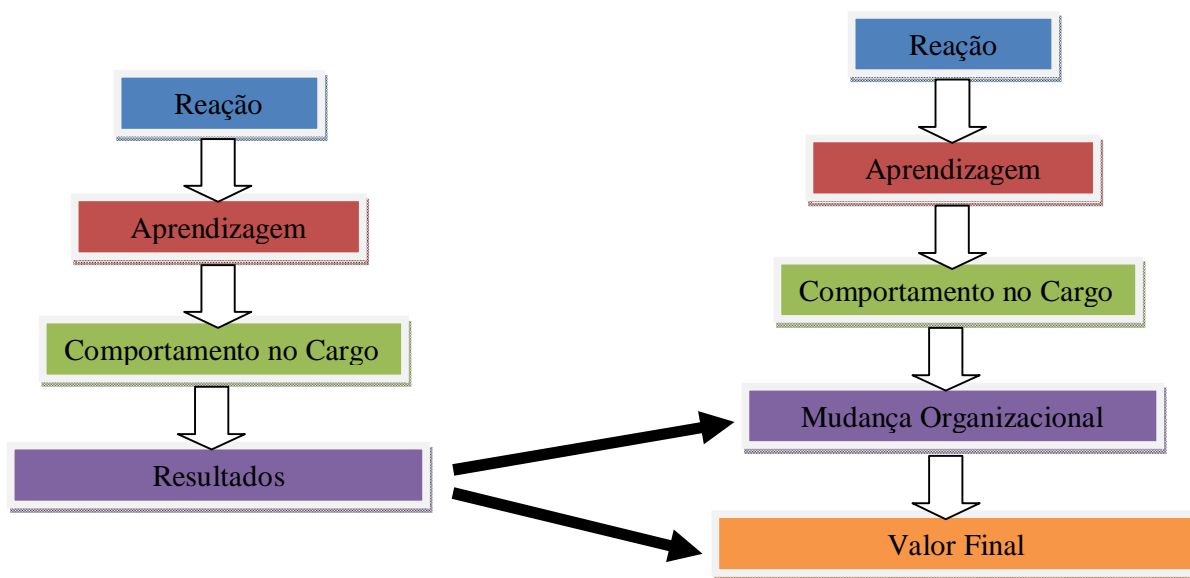 Reação
Aprendizagem
Comportamento no Cargo
Resultados
Reação
Aprendizagem
Comportamento no Cargo
Mudança Organizacional
Valor Final